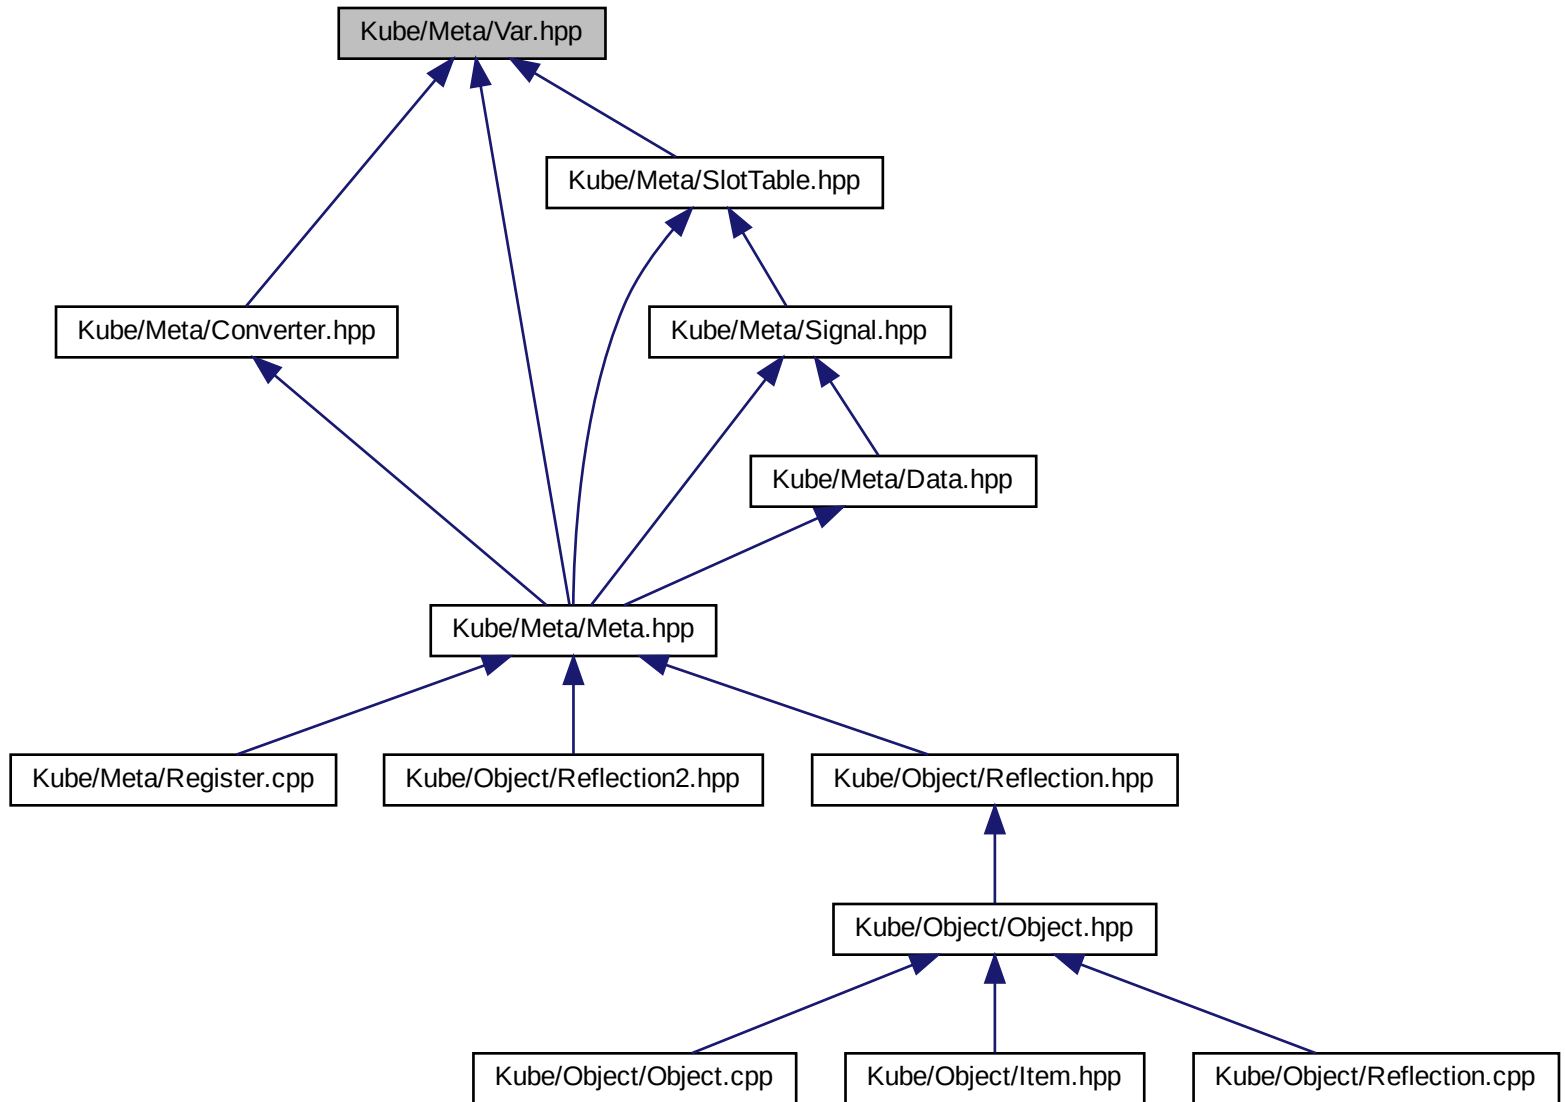 Kube/Meta/Var.hpp
Kube/Meta/SlotTable.hpp
Kube/Meta/Converter.hpp
Kube/Meta/Signal.hpp
Kube/Meta/Data.hpp
Kube/Meta/Meta.hpp
Kube/Meta/Register.cpp
Kube/Object/Reflection2.hpp
Kube/Object/Reflection.hpp
Kube/Object/Object.hpp
Kube/Object/Object.cpp
Kube/Object/Item.hpp
Kube/Object/Reflection.cpp